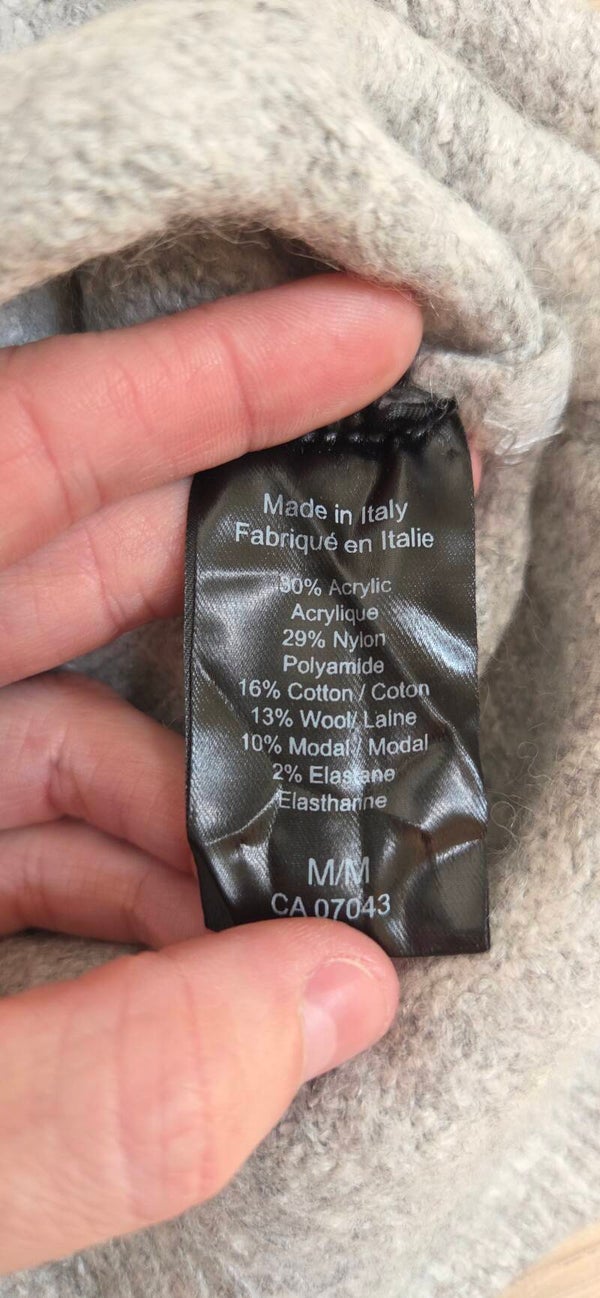 Made in Italy
Fabriqué en Italie
30% Acrylic
Acrylique
29% Nylon
Polyamide
16% Cotton / Coton
13% Wool/ Laine
10% Modal / Modal
2% Elastane
Élasthanne
M/M
CA 07043